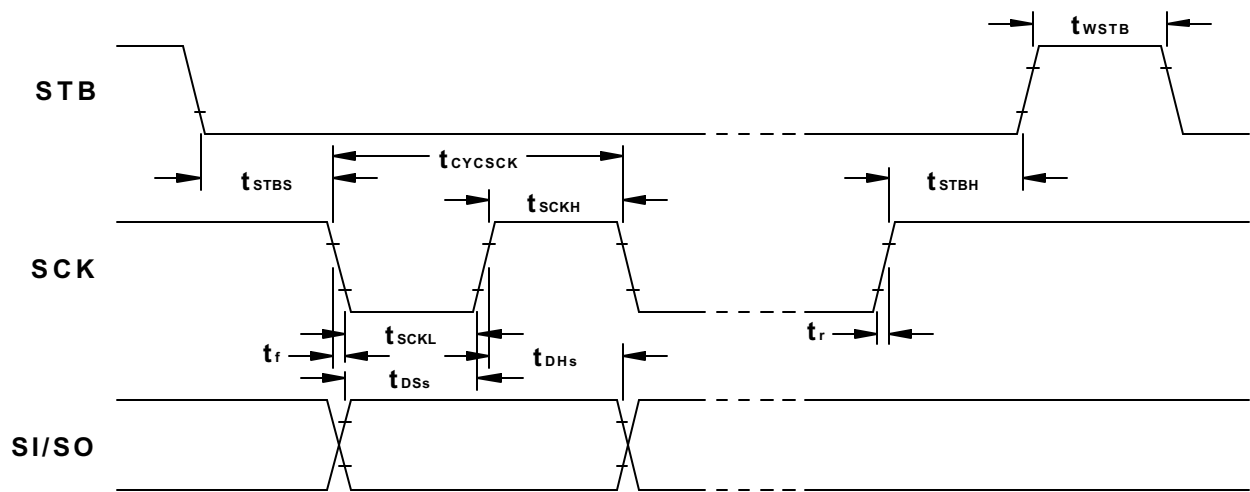 tWSTB
STB
tCYCSCK
tSTBS
tSTBH
tSCKH
SCK
tSCKL
tr
tf
tDHs
tDSs
SI/SO